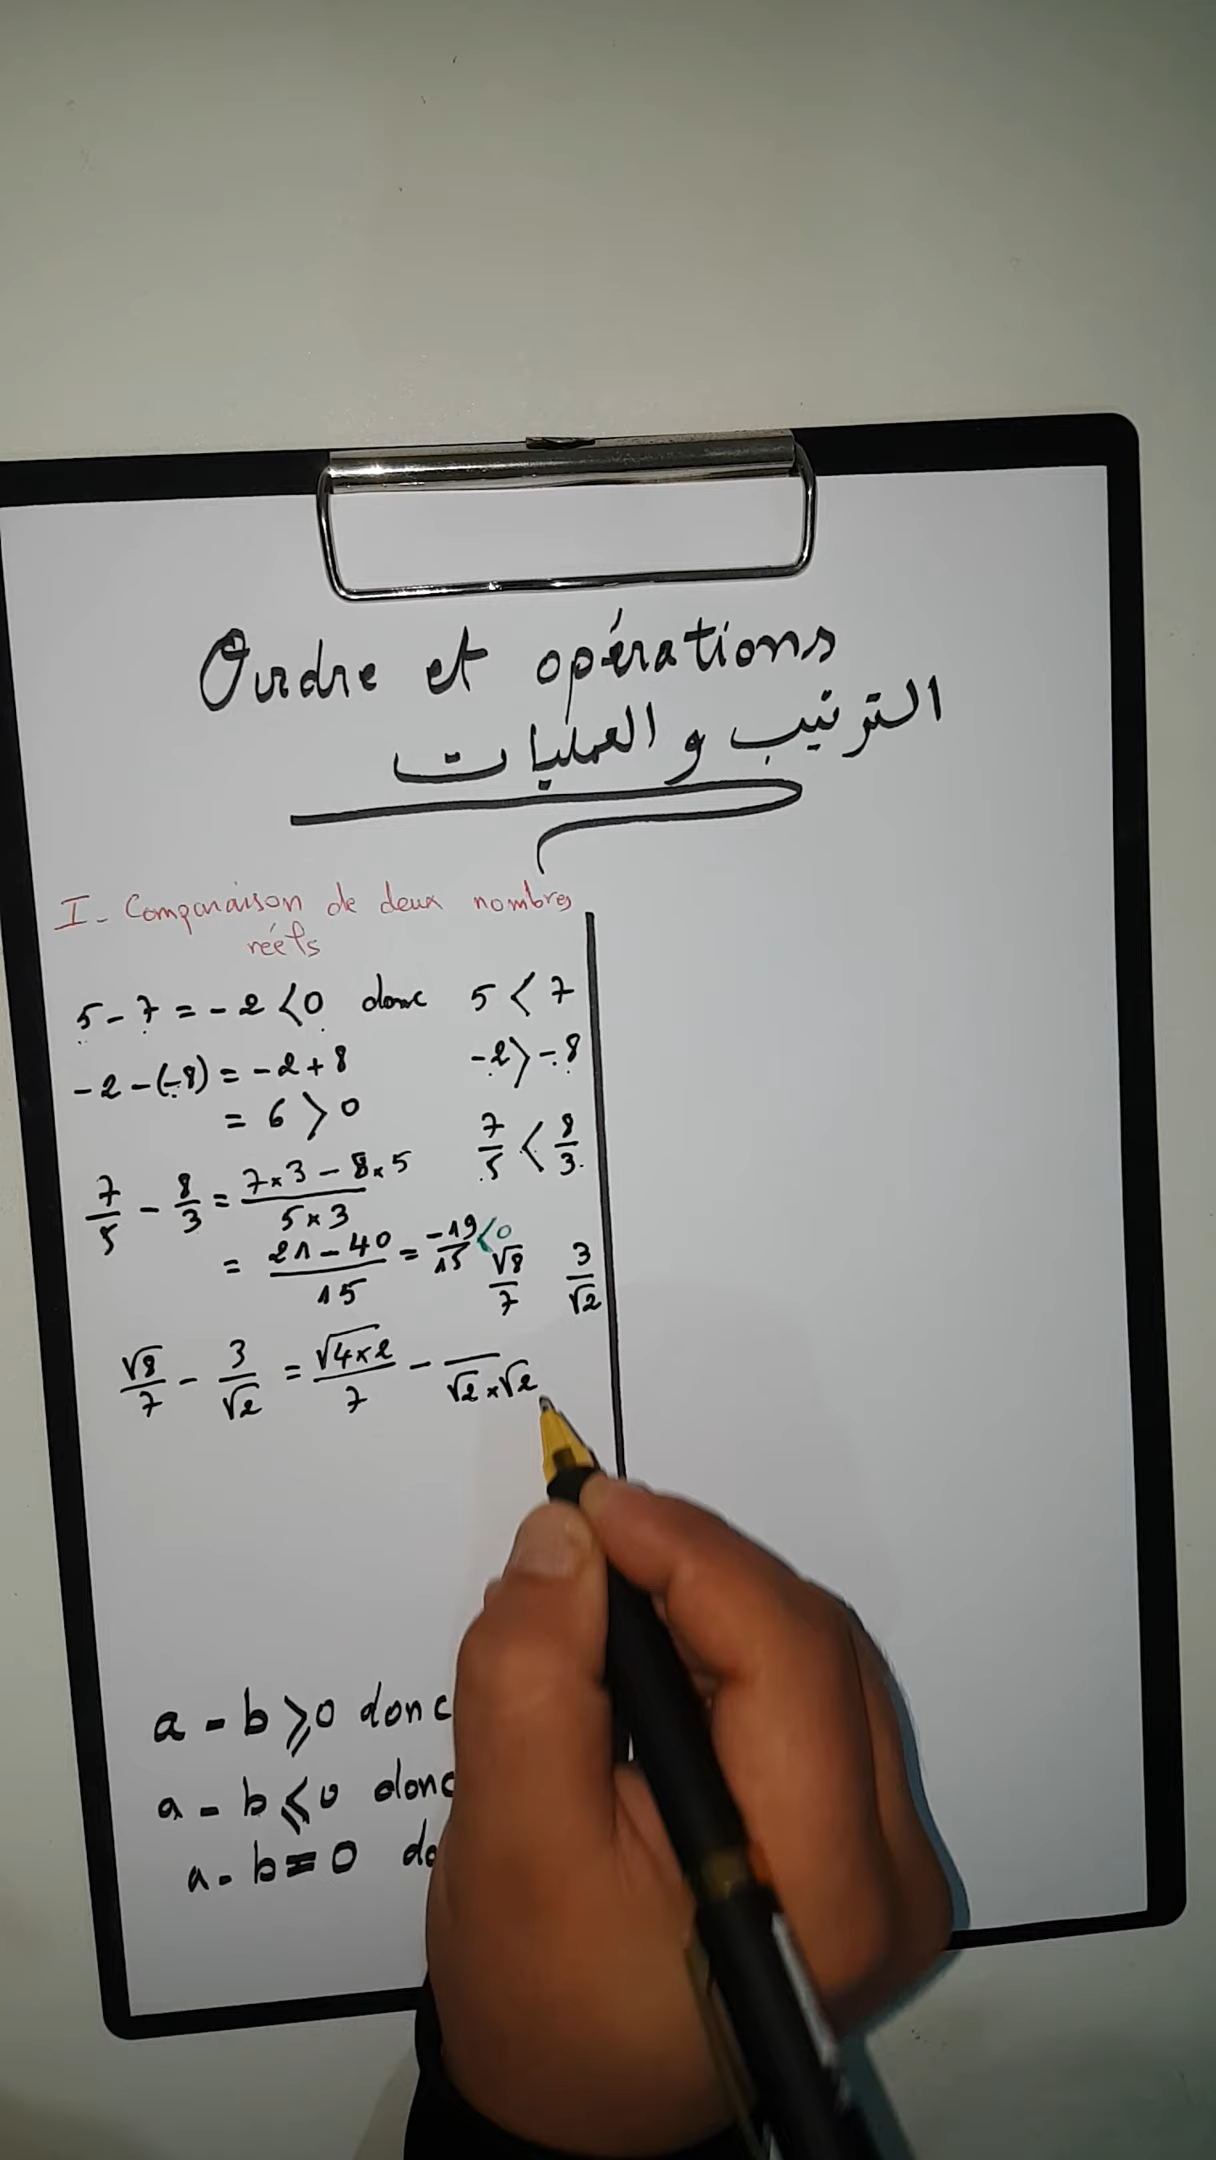 Ordre et opérations
الترتيب و العمليات
I - Comparaison de deux nombres
réels
5 - 7 = - 2 < 0 donc 5 < 7
- 2 - (-8) = - 2 + 8 -2 > -8
= 6 > 0
7/5 < 8/3
7/5 - 8/3 = (7 × 3 - 8 × 5)/(5 × 3)
= (21 - 40)/15 = -19/15 < 0
√8/7 3/√2
√8/7 - 3/√2 = √(4×2)/7 - /(√2 × √2)
a - b ⩾ 0 donc
a - b ⩽ 0 donc
a - b = 0 do